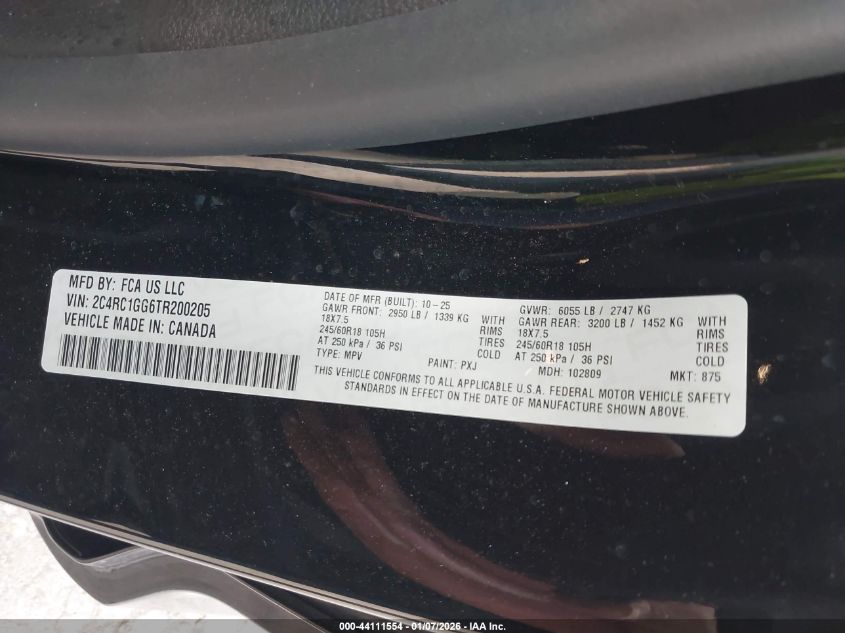 MFD BY: FCA US LLC
VIN: 2C4RC1GG6TR200205
VEHICLE MADE IN: CANADA
DATE OF MFR (BUILT): 10-25
GAWR FRONT: 2950 LB / 1339 KG WITH
18X7.5 RIMS
245/60R18 105H TIRES
AT 250 kPa / 36 PSI COLD
TYPE: MPV PAINT: PXJ
GVWR: 6055 LB / 2747 KG
GAWR REAR: 3200 LB / 1452 KG WITH
18X7.5 RIMS
245/60R18 105H TIRES
AT 250 kPa / 36 PSI COLD
MDH: 102809 MKT: 875
THIS VEHICLE CONFORMS TO ALL APPLICABLE U.S.A. FEDERAL MOTOR VEHICLE SAFETY
STANDARDS IN EFFECT ON THE DATE OF MANUFACTURE SHOWN ABOVE.
000-44111554 - 01/07/2026 - IAA Inc.